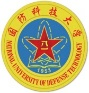 国防科技大学
1953
NATIONAL UNIVERSITY OF DEFENSE TECHNOLOGY